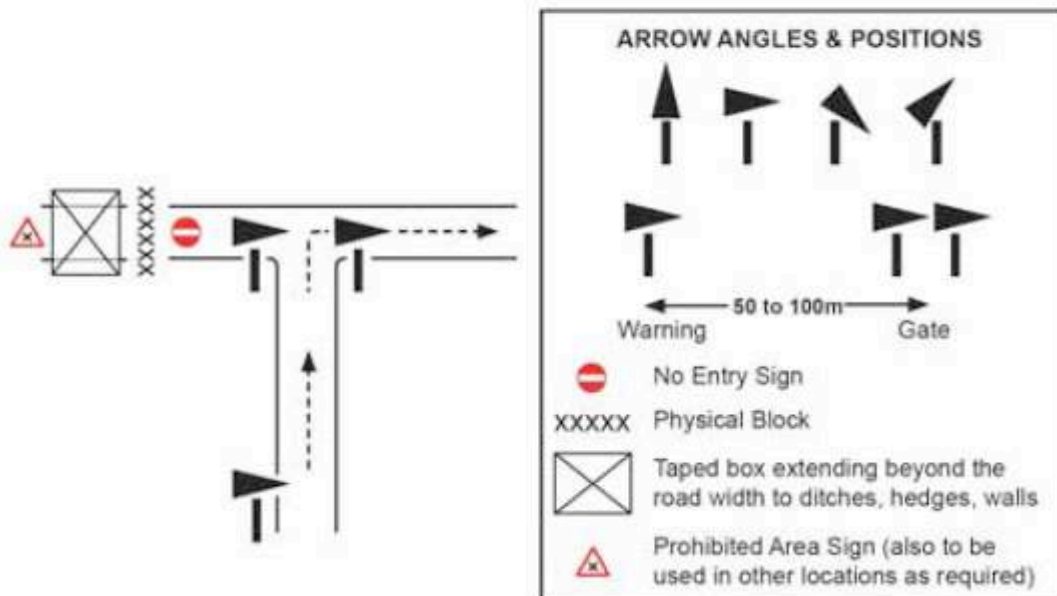 ARROW ANGLES & POSITIONS
50 to 100m
Warning
Gate
No Entry Sign
XXXXX
Physical Block
Taped box extending beyond the
road width to ditches, hedges, walls
Prohibited Area Sign (also to be
used in other locations as required)
XXXXXX